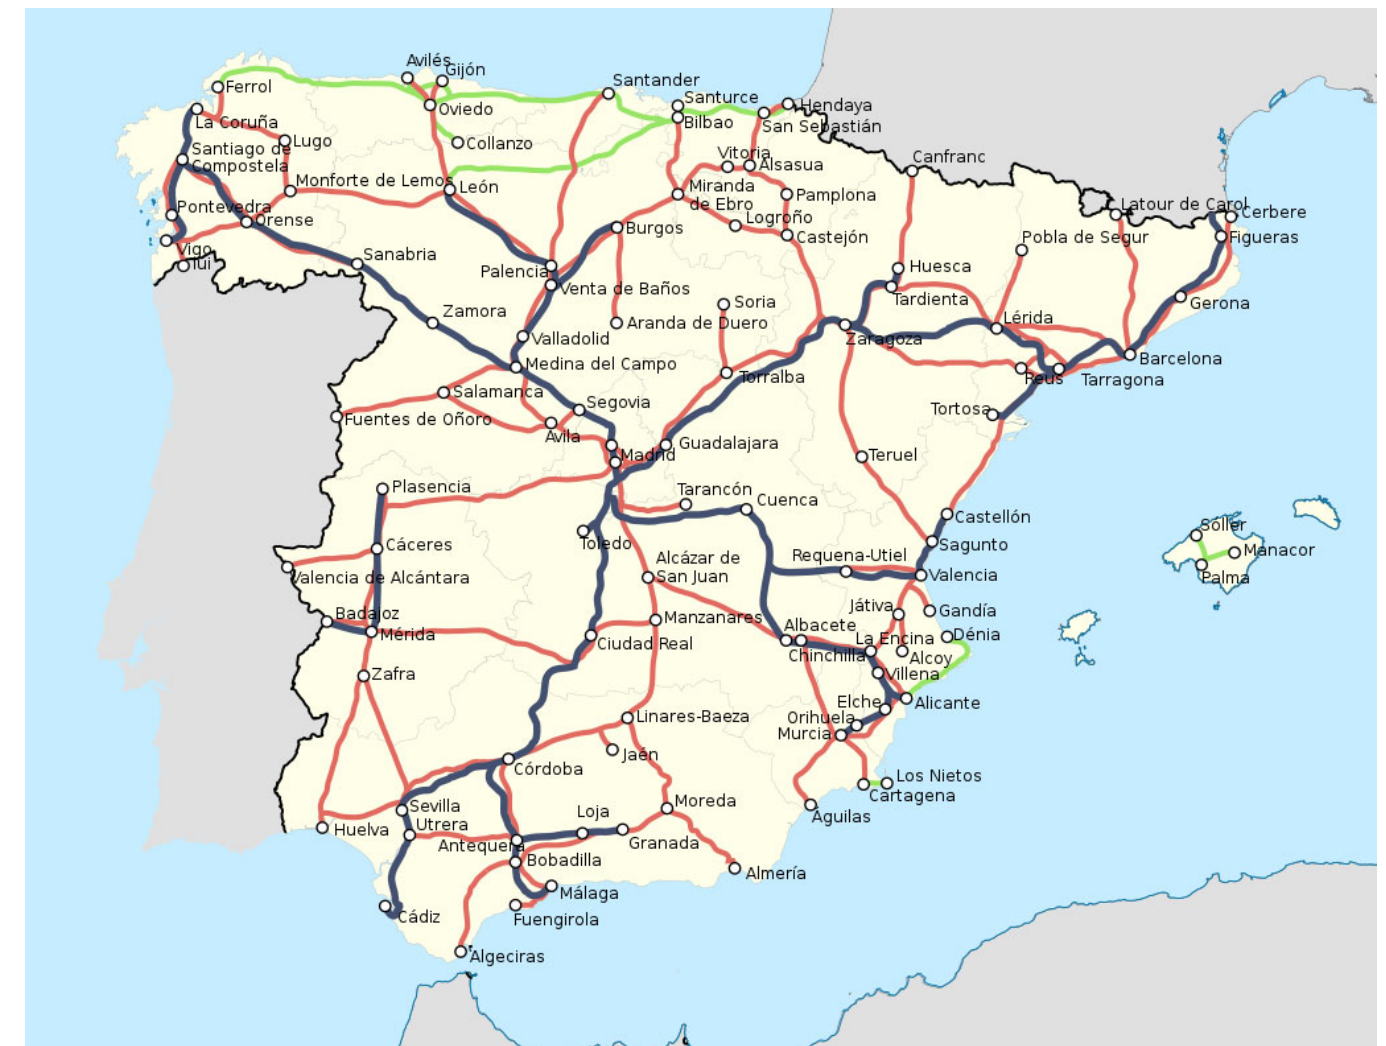 Avilés
Gijón
Santander
Ferrol
Santurce
Hendaya
Oviedo
La Coruña
Bilbao
San Sebastián
Lugo
Collanzo
Santiago de
Compostela
Vitoria
Alsasua
Canfranc
Monforte de Lemos
León
Miranda
de Ebro
Pamplona
Latour de Carol
Cerbere
Pontevedra
Orense
Logroño
Burgos
Castejón
Pobla de Segur
Figueras
Vigo
Tui
Sanabria
Palencia
Huesca
Venta de Baños
Tardienta
Soria
Gerona
Zamora
Aranda de Duero
Lérida
Valladolid
Zaragoza
Medina del Campo
Barcelona
Torralba
Reus
Tarragona
Salamanca
Segovia
Fuentes de Oñoro
Tortosa
Ávila
Guadalajara
Madrid
Teruel
Plasencia
Tarancón
Cuenca
Castellón
Sóller
Toledo
Sagunto
Cáceres
Manacor
Alcázar de
San Juan
Requena-Utiel
Valencia de Alcántara
Valencia
Palma
Játiva
Gandía
Badajoz
Manzanares
Mérida
Albacete
La Encina
Dénia
Ciudad Real
Chinchilla
Alcoy
Zafra
Villena
Elche
Alicante
Linares-Baeza
Orihuela
Murcia
Jaén
Córdoba
Los Nietos
Cartagena
Sevilla
Moreda
Aguilas
Huelva
Utrera
Loja
Antequera
Granada
Bobadilla
Almería
Málaga
Cádiz
Fuengirola
Algeciras